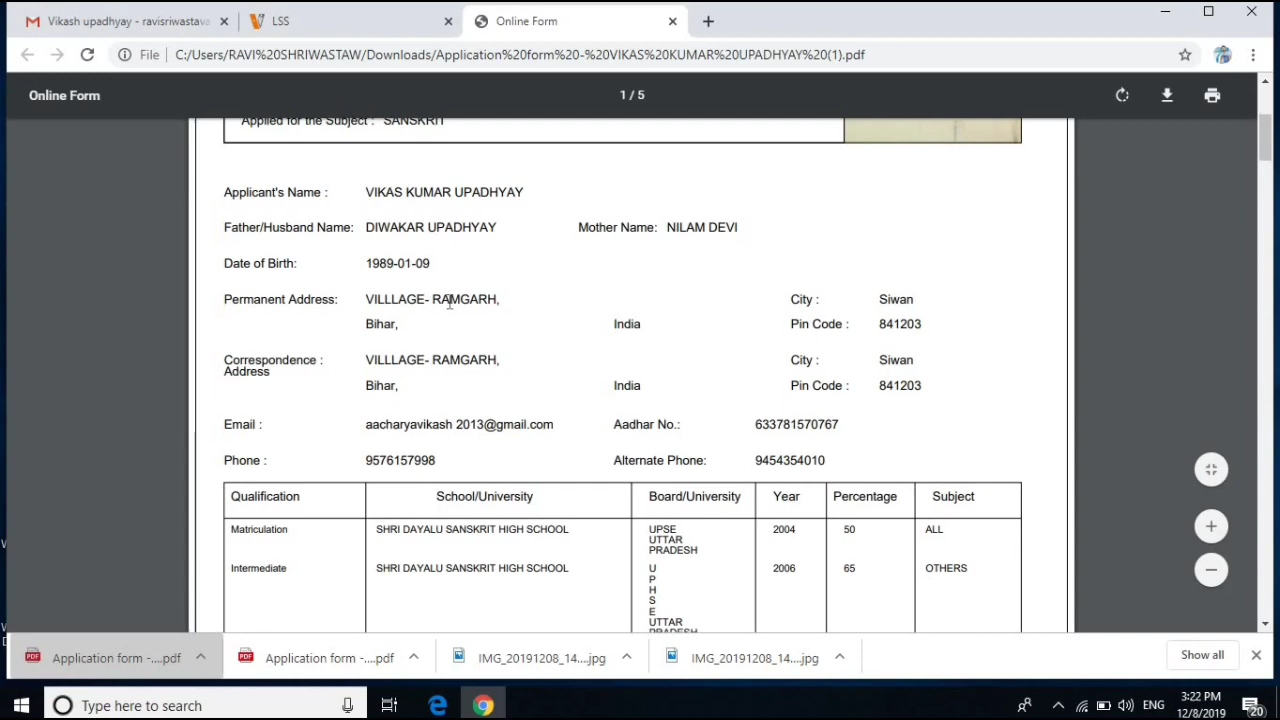 Vikash upadhyay - ravisriwastava
LSS
Online Form
File C:/Users/RAVI%20SHRIWASTAW/Downloads/Application%20form%20-%20VIKAS%20KUMAR%20UPADHYAY%20(1).pdf
Online Form 1 / 5
Applied for the Subject : SANSKRIT
Applicant's Name : VIKAS KUMAR UPADHYAY
Father/Husband Name: DIWAKAR UPADHYAY Mother Name: NILAM DEVI
Date of Birth: 1989-01-09
Permanent Address: VILLLAGE- RAMGARH, City : Siwan
Bihar, India Pin Code : 841203
Correspondence : VILLLAGE- RAMGARH, City : Siwan
Address
Bihar, India Pin Code : 841203
Email : aacharyavikash 2013@gmail.com Aadhar No.: 633781570767
Phone : 9576157998 Alternate Phone: 9454354010
Qualification School/University Board/University Year Percentage Subject
Matriculation SHRI DAYALU SANSKRIT HIGH SCHOOL UPSE 2004 50 ALL
UTTAR
PRADESH
Intermediate SHRI DAYALU SANSKRIT HIGH SCHOOL U 2006 65 OTHERS
P
H
S
E
UTTAR
PRADESH
Application form -....pdf Application form -....pdf IMG_20191208_14....jpg IMG_20191208_14....jpg Show all
Type here to search ENG 3:22 PM
12/8/2019 20